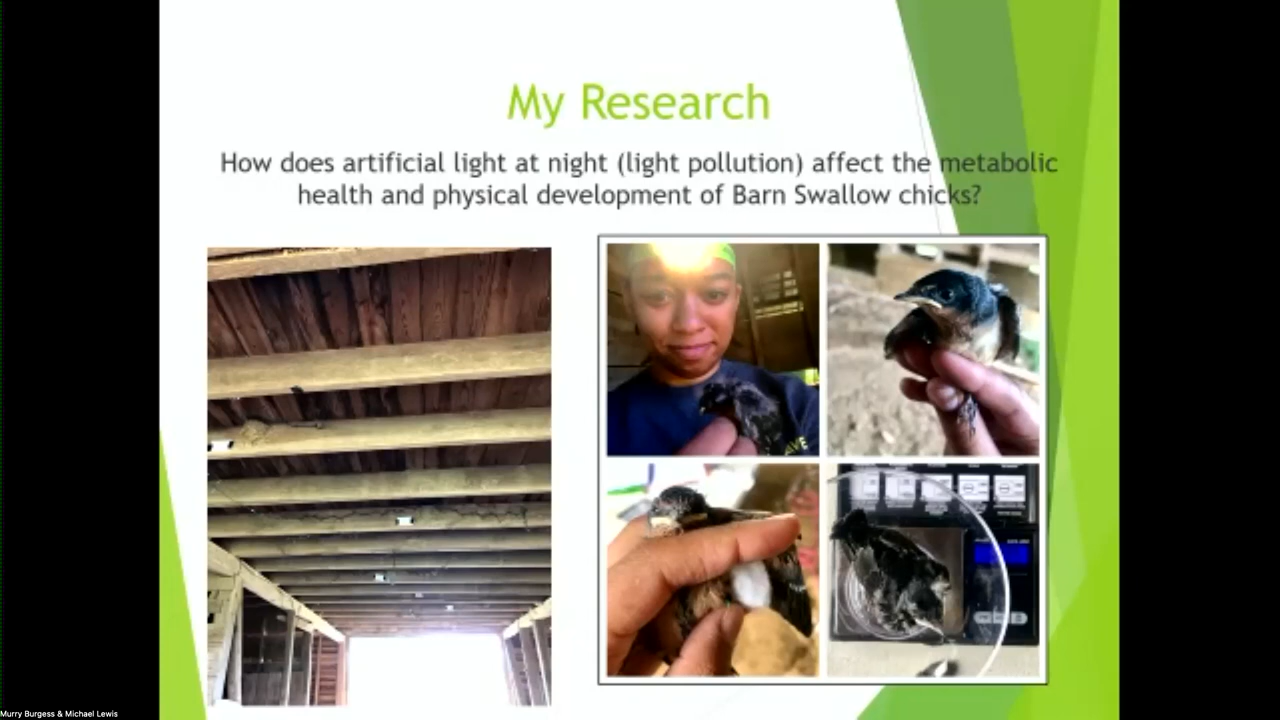 My Research
How does artificial light at night (light pollution) affect the metabolic
health and physical development of Barn Swallow chicks?
AIVE
Murry Burgess & Michael Lewis